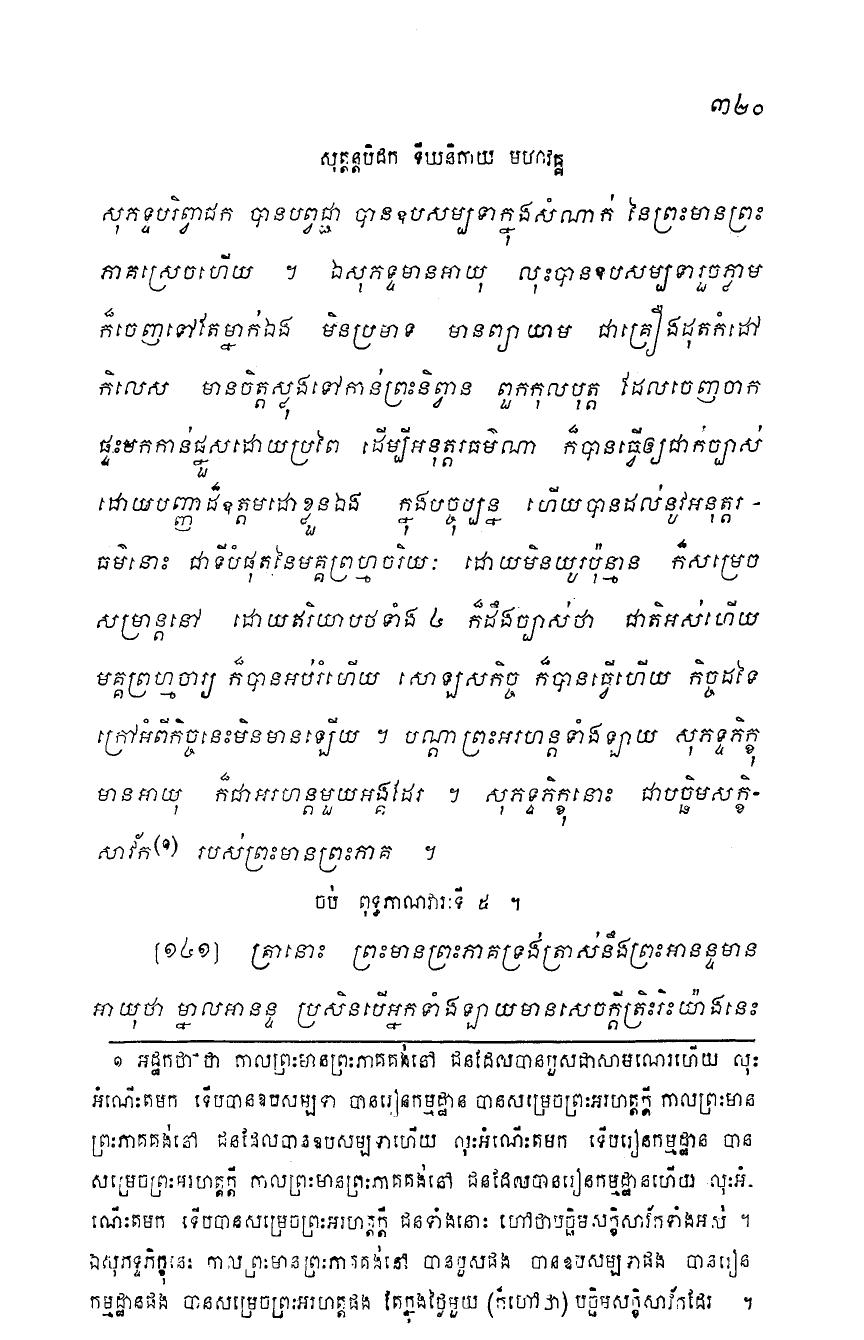 ៣២០
សុត្តន្តបិដក ទីឃនិកាយ មហាវគ្គ
សុភទ្ទបរិព្វាជក បានបព្វជ្ជា បានឧបសម្បទាក្នុងសំណាក់ នៃព្រះមានព្រះ
ភាគស្រេចហើយ ។ ឯសុភទ្ទមានអាយុ លុះបានឧបសម្បទារួចភ្លាម
ក៏ចេញទៅតែម្នាក់ឯង មិនប្រមាទ មានព្យាយាម ជាគ្រឿងដុតកំដៅ
កិលេស មានចិត្តស្លុងទៅកាន់ព្រះនិព្វាន ពួកកុលបុត្ត ដែលចេញចាក
ផ្ទះមកកាន់ផ្នួសដោយប្រពៃ ដើម្បីអនុត្តរធម៌ណា ក៏បានធ្វើឲ្យជាក់ច្បាស់
ដោយបញ្ញាដ៏ឧត្តមដោខ្លួនឯង ក្នុងបច្ចុប្បន្ន ហើយបានដល់នូវអនុត្តរ -
ធម៌នោះ ជាទីបំផុតនៃមគ្គព្រហ្មចរិយៈ ដោយមិនយូរប៉ុន្មាន ក៏សម្រេច
សម្រាន្តនៅ ដោយឥរិយាបថទាំង ៤ ក៏ដឹងច្បាស់ថា ជាតិអស់ហើយ
មគ្គព្រហ្មចារ្យ ក៏បានអប់រំហើយ សោឡសកិច្ច ក៏បានធ្វើហើយ កិច្ចដទៃ
ក្រៅអំពីកិច្ចនេះមិនមានឡើយ ។ បណ្តាព្រះអរហន្តទាំងឡាយ សុភទ្ទភិក្ខុ
មានអាយុ ក៏ជាអរហន្តមួយអង្គដែរ ។ សុភទ្ទភិក្ខុនោះ ជាបច្ឆិមសក្ខិ-
សាវ័ក(១) របស់ព្រះមានព្រះភាគ ។
ចប់ ពុទ្ធភាណវារៈទី ៥ ។
[១៤១] គ្រានោះ ព្រះមានព្រះភាគទ្រង់ត្រាស់នឹងព្រះអានន្ទមាន
អាយុថា ម្នាលអានន្ទ ប្រសិនបើអ្នកទាំងឡាយមានសេចក្តីត្រិះរិះយ៉ាងនេះ
១ អដ្ឋកថា ថា កាលព្រះមានព្រះភាគគង់នៅ ជនដែលបានបួសជាសាមណេរហើយ លុះ
អំណើះតមក ទើបបានឧបសម្បទា បានរៀនកម្មដ្ឋាន បានសម្រេចព្រះអរហត្តក្តី កាលព្រះមាន
ព្រះភាគគង់នៅ ជនដែលបានឧបសម្បទាហើយ លុះអំណើះតមក ទើបរៀនកម្មដ្ឋាន បាន
សម្រេចព្រះអរហត្តក្តី កាលព្រះមានព្រះភាគគង់នៅ ជនដែលបានរៀនកម្មដ្ឋានហើយ លុះអំ-
ណើះតមក ទើបបានសម្រេចព្រះអរហត្តក្តី ជនទាំងនោះ ហៅថាបច្ឆិមសក្ខិសាវ័កទាំងអស់ ។
ឯសុភទ្ទភិក្ខុនេះ កាលព្រះមានព្រះភាគគង់នៅ បានបួសផង បានឧបសម្បទាផង បានរៀន
កម្មដ្ឋានផង បានសម្រេចព្រះអរហត្តផង តែក្នុងថ្ងៃមួយ (ក៏ហៅថា) បច្ឆិមសក្ខិសាវ័កដែរ ។